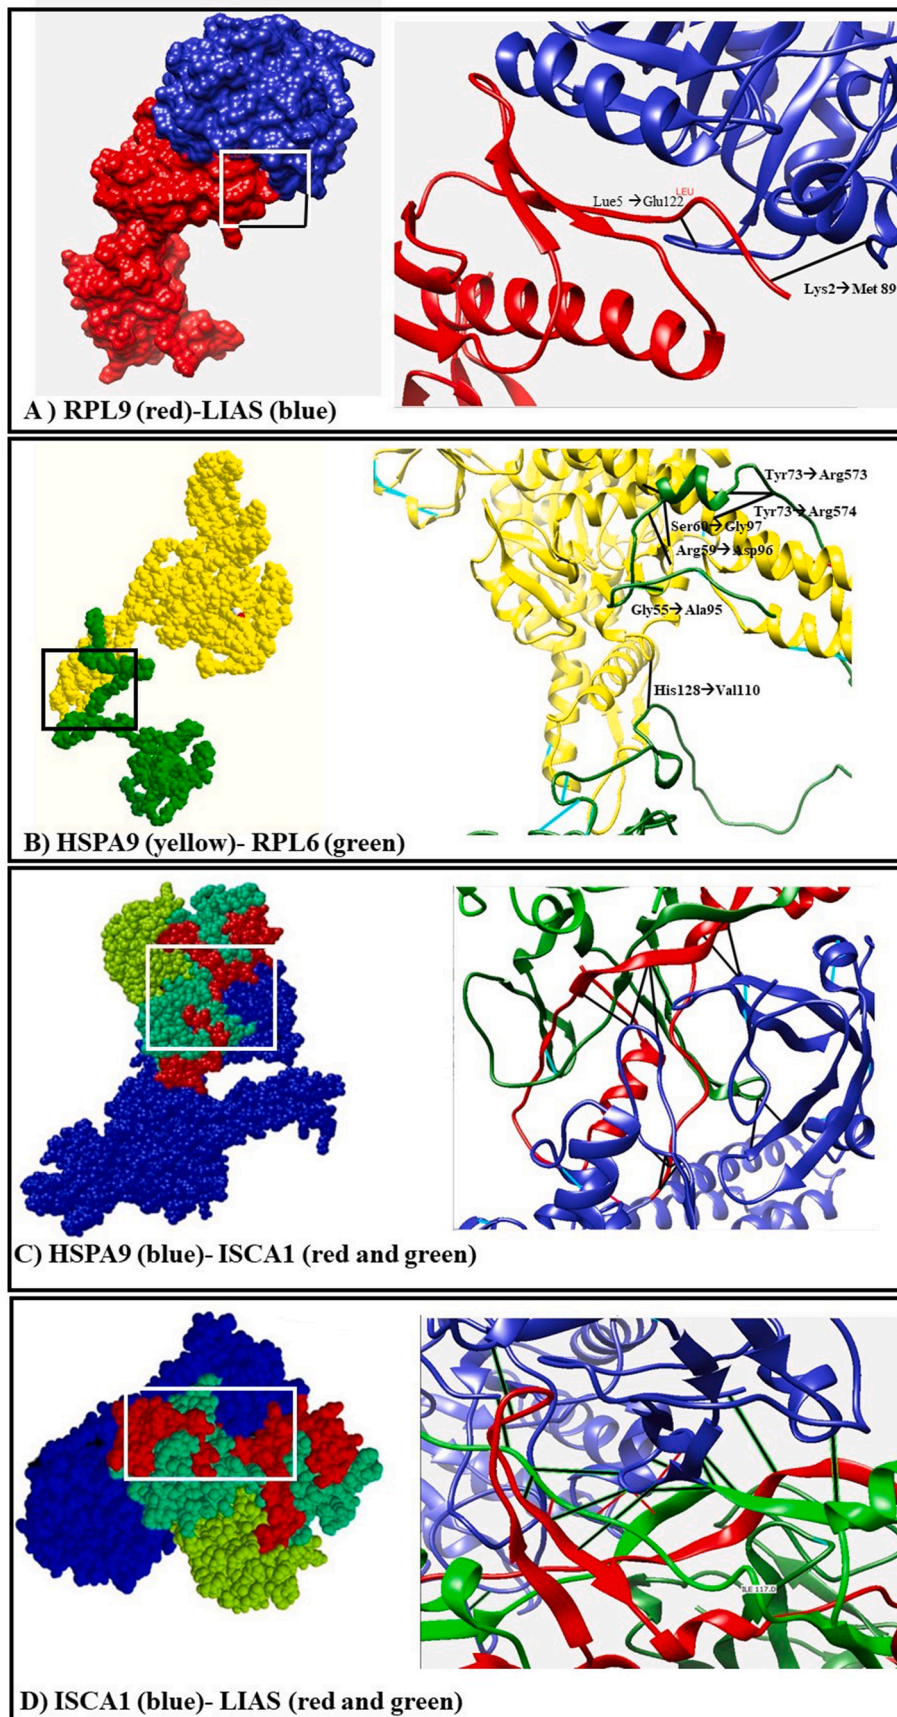 LEU
Lue5 →Glu122
Lys2→Met 89
A ) RPL9 (red)-LIAS (blue)
Tyr73→Arg573
Tyr73→Arg574
Ser60→Gly97
Arg59→Asp96
Gly55→Ala95
His128→Val110
B) HSPA9 (yellow)- RPL6 (green)
C) HSPA9 (blue)- ISCA1 (red and green)
ILE 117.D
D) ISCA1 (blue)- LIAS (red and green)